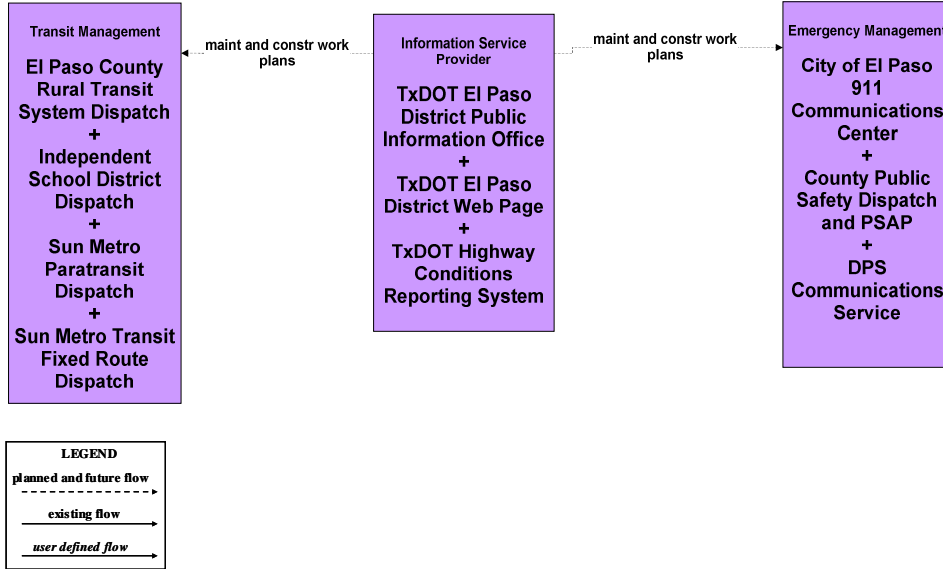 Transit Management
El Paso County
Rural Transit
System Dispatch
+
Independent
School District
Dispatch
+
Sun Metro
Paratransit
Dispatch
+
Sun Metro Transit
Fixed Route
Dispatch
maint and constr work
plans
Information Service
Provider
TxDOT El Paso
District Public
Information Office
+
TxDOT El Paso
District Web Page
+
TxDOT Highway
Conditions
Reporting System
maint and constr work
plans
Emergency Management
City of El Paso
911
Communications
Center
+
County Public
Safety Dispatch
and PSAP
+
DPS
Communications
Service
LEGEND
planned and future flow
existing flow
user defined flow